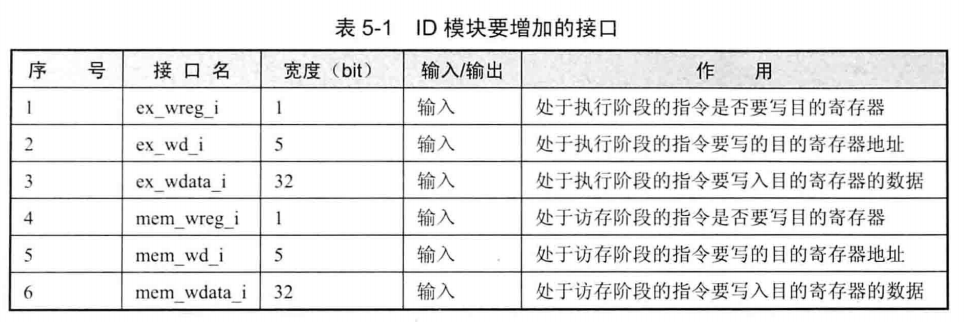 表 5-1 ID 模块要增加的接口
序 号 接 口 名 宽度（bit） 输入/输出 作 用
1 ex_wreg_i 1 输入 处于执行阶段的指令是否要写目的寄存器
2 ex_wd_i 5 输入 处于执行阶段的指令要写的目的寄存器地址
3 ex_wdata_i 32 输入 处于执行阶段的指令要写入目的寄存器的数据
4 mem_wreg_i 1 输入 处于访存阶段的指令是否要写目的寄存器
5 mem_wd_i 5 输入 处于访存阶段的指令要写的目的寄存器地址
6 mem_wdata_i 32 输入 处于访存阶段的指令要写入目的寄存器的数据